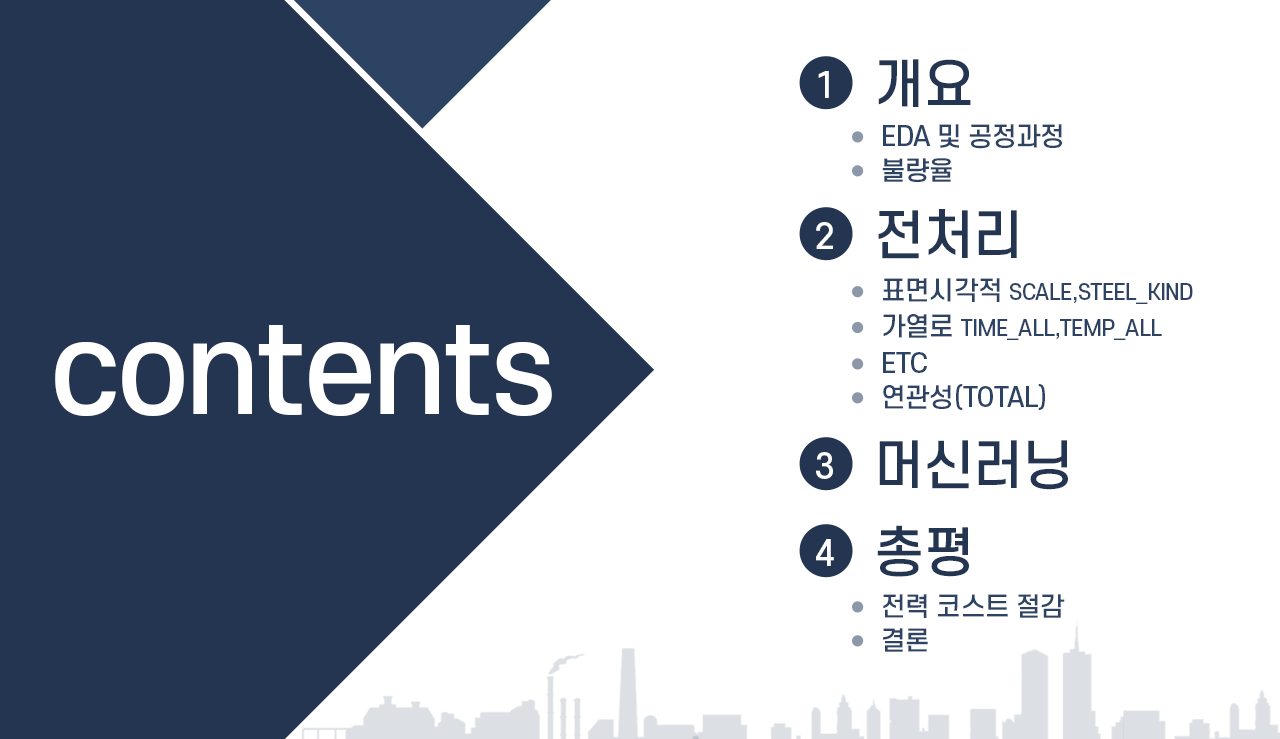 contents
1 개요
EDA 및 공정과정
불량율
2 전처리
표면시각적 SCALE,STEEL_KIND
가열로 TIME_ALL,TEMP_ALL
ETC
연관성(TOTAL)
3 머신러닝
4 총평
전력 코스트 절감
결론